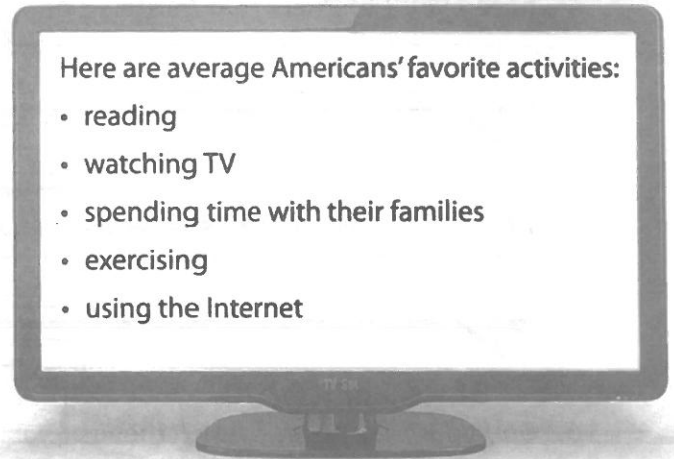 Here are average Americans' favorite activities:
• reading
• watching TV
• spending time with their families
• exercising
• using the Internet